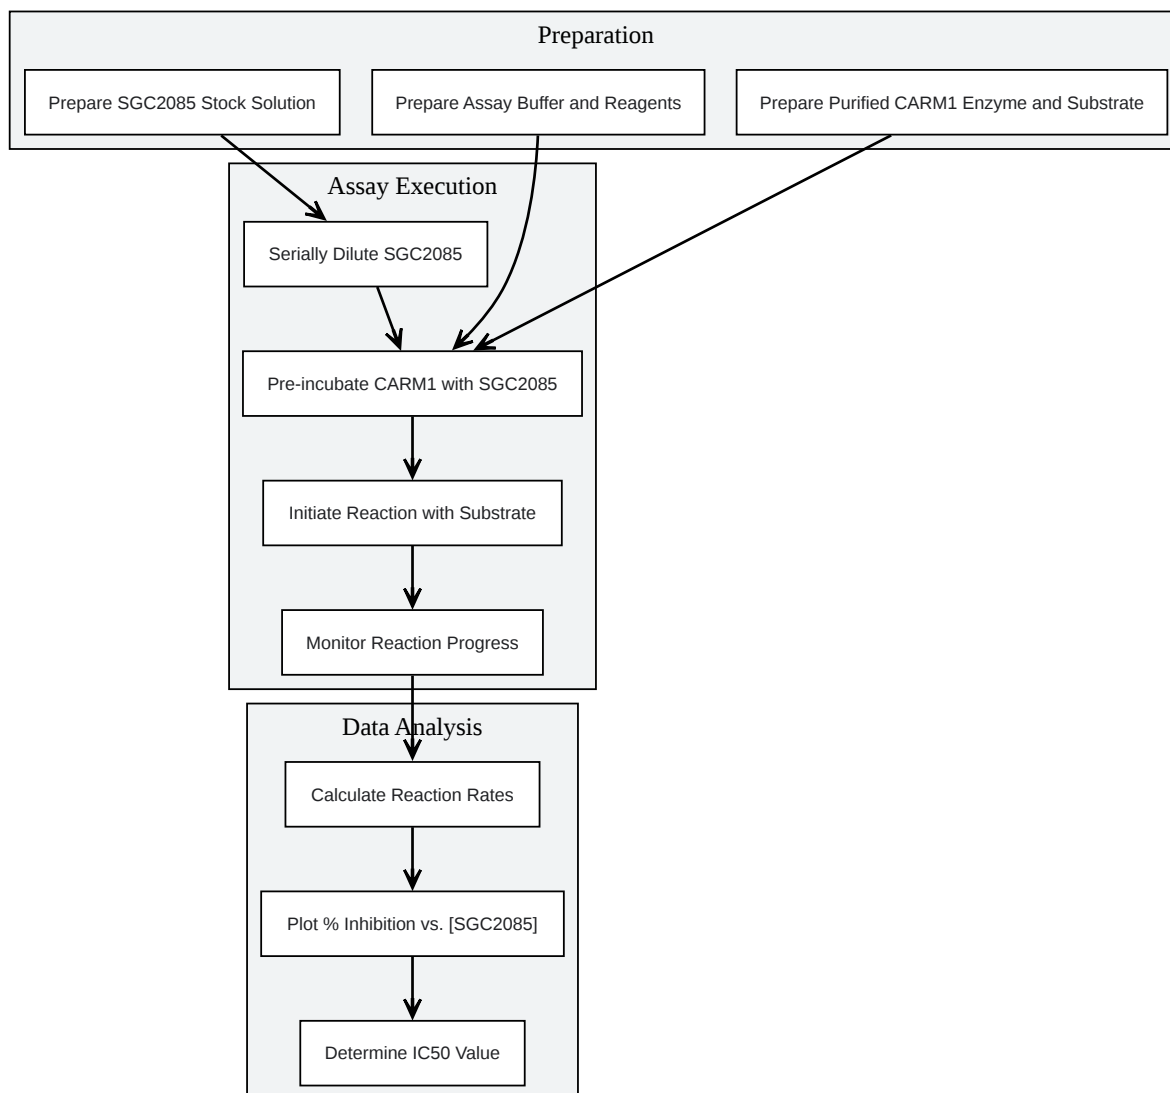 Preparation
Prepare SGC2085 Stock Solution
Prepare Assay Buffer and Reagents
Prepare Purified CARM1 Enzyme and Substrate
Assay Execution
Serially Dilute SGC2085
Pre-incubate CARM1 with SGC2085
Initiate Reaction with Substrate
Monitor Reaction Progress
Data Analysis
Calculate Reaction Rates
Plot % Inhibition vs. [SGC2085]
Determine IC50 Value